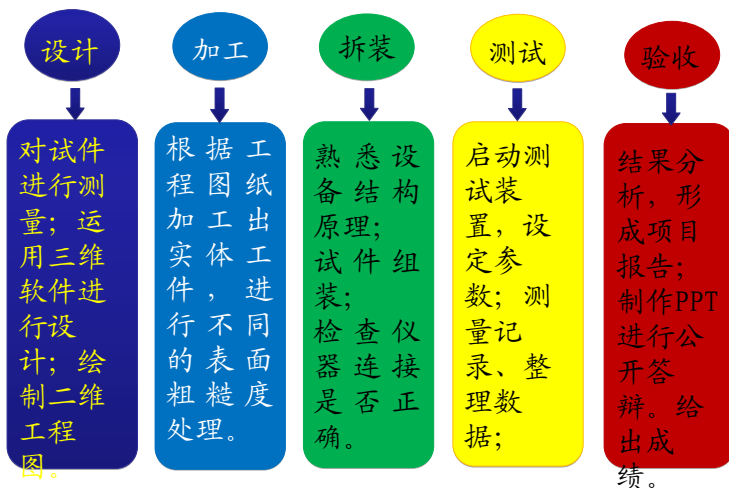 设计
对试件
进行测
量；运
用三维
软件进
行设
计；绘
制二维
工程
图。
加工
根据工
程图纸
加工出
实体工
件，进
行不同
的表面
粗糙度
处理。
拆装
熟悉设
备结构
原理；
试件组
装；
检查仪
器连接
是否正
确。
测试
启动测
试装
置，设
定参
数；测
量记
录、整
理数
据；
验收
结果分
析，形
成项目
报告；
制作PPT
进行公
开答
辩。给
出成
绩。